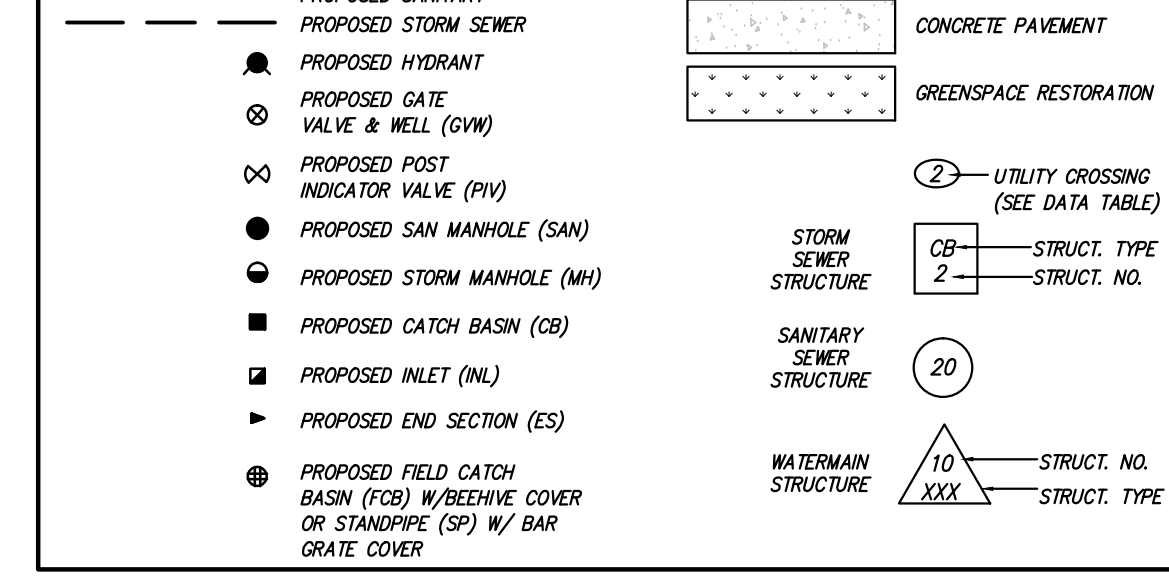 PROPOSED SANITARY
PROPOSED STORM SEWER
PROPOSED HYDRANT
PROPOSED GATE
VALVE & WELL (GVW)
PROPOSED POST
INDICATOR VALVE (PIV)
PROPOSED SAN MANHOLE (SAN)
PROPOSED STORM MANHOLE (MH)
PROPOSED CATCH BASIN (CB)
PROPOSED INLET (INL)
PROPOSED END SECTION (ES)
PROPOSED FIELD CATCH
BASIN (FCB) W/BEEHIVE COVER
OR STANDPIPE (SP) W/ BAR
GRATE COVER
CONCRETE PAVEMENT
GREENSPACE RESTORATION
2 UTILITY CROSSING
(SEE DATA TABLE)
STORM
SEWER
STRUCTURE
CB STRUCT. TYPE
2 STRUCT. NO.
SANITARY
SEWER
STRUCTURE
20
WATERMAIN
STRUCTURE
10 STRUCT. NO.
XXX STRUCT. TYPE